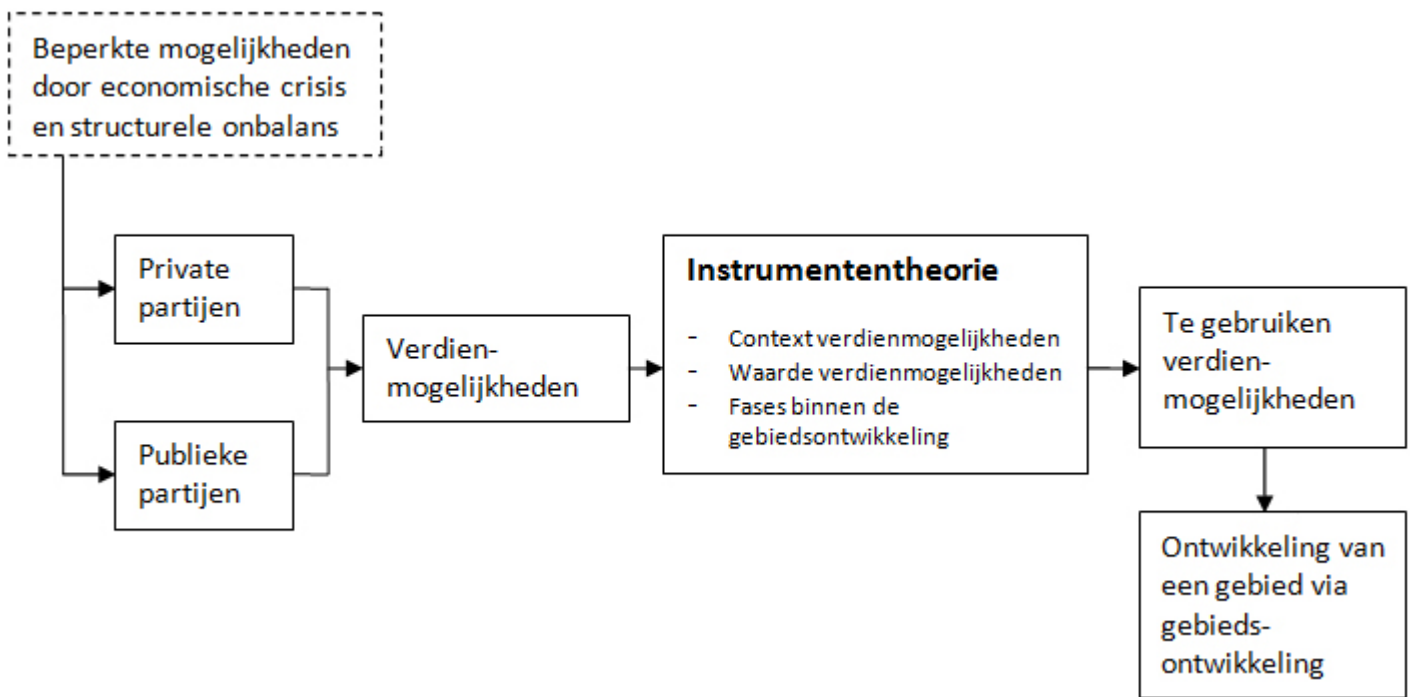 Beperkte mogelijkheden
door economische crisis
en structurele onbalans
Private
partijen
Publieke
partijen
Verdien-
mogelijkheden
Instrumententheorie
- Context verdienmogelijkheden
- Waarde verdienmogelijkheden
- Fases binnen de
gebiedsontwikkeling
Te gebruiken
verdien-
mogelijkheden
Ontwikkeling van
een gebied via
gebieds-
ontwikkeling